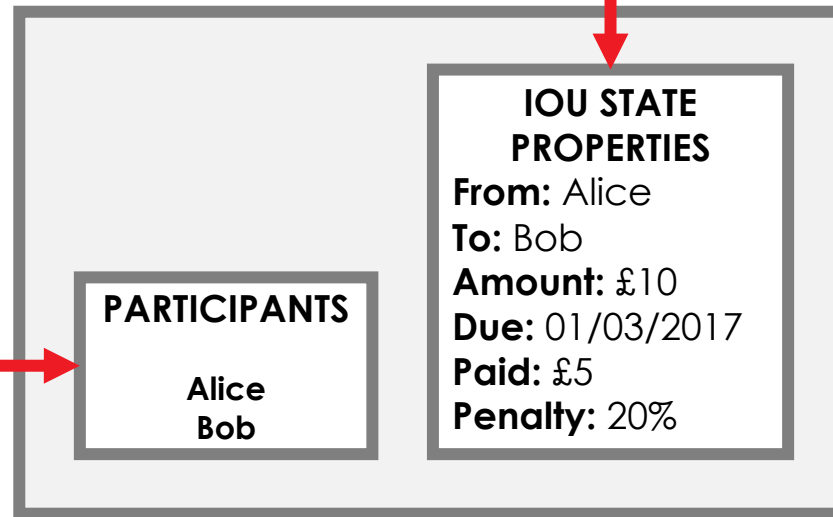 IOU STATE
PROPERTIES
From: Alice
To: Bob
Amount: £10
Due: 01/03/2017
Paid: £5
Penalty: 20%
PARTICIPANTS
Alice
Bob